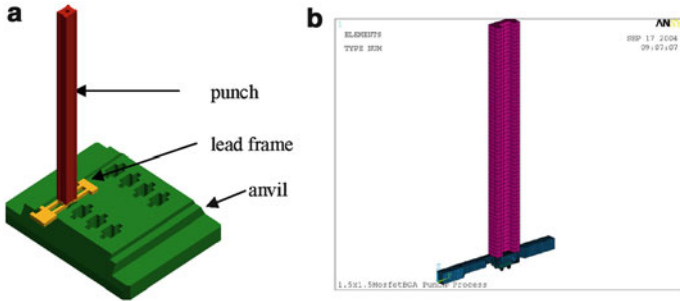 a
punch
lead frame
anvil
b
1
ELEMENTS
TYPE NUM
AN
SEP 17 2004
09:07:07
1.5x1.5MosfetBGA Punch Process